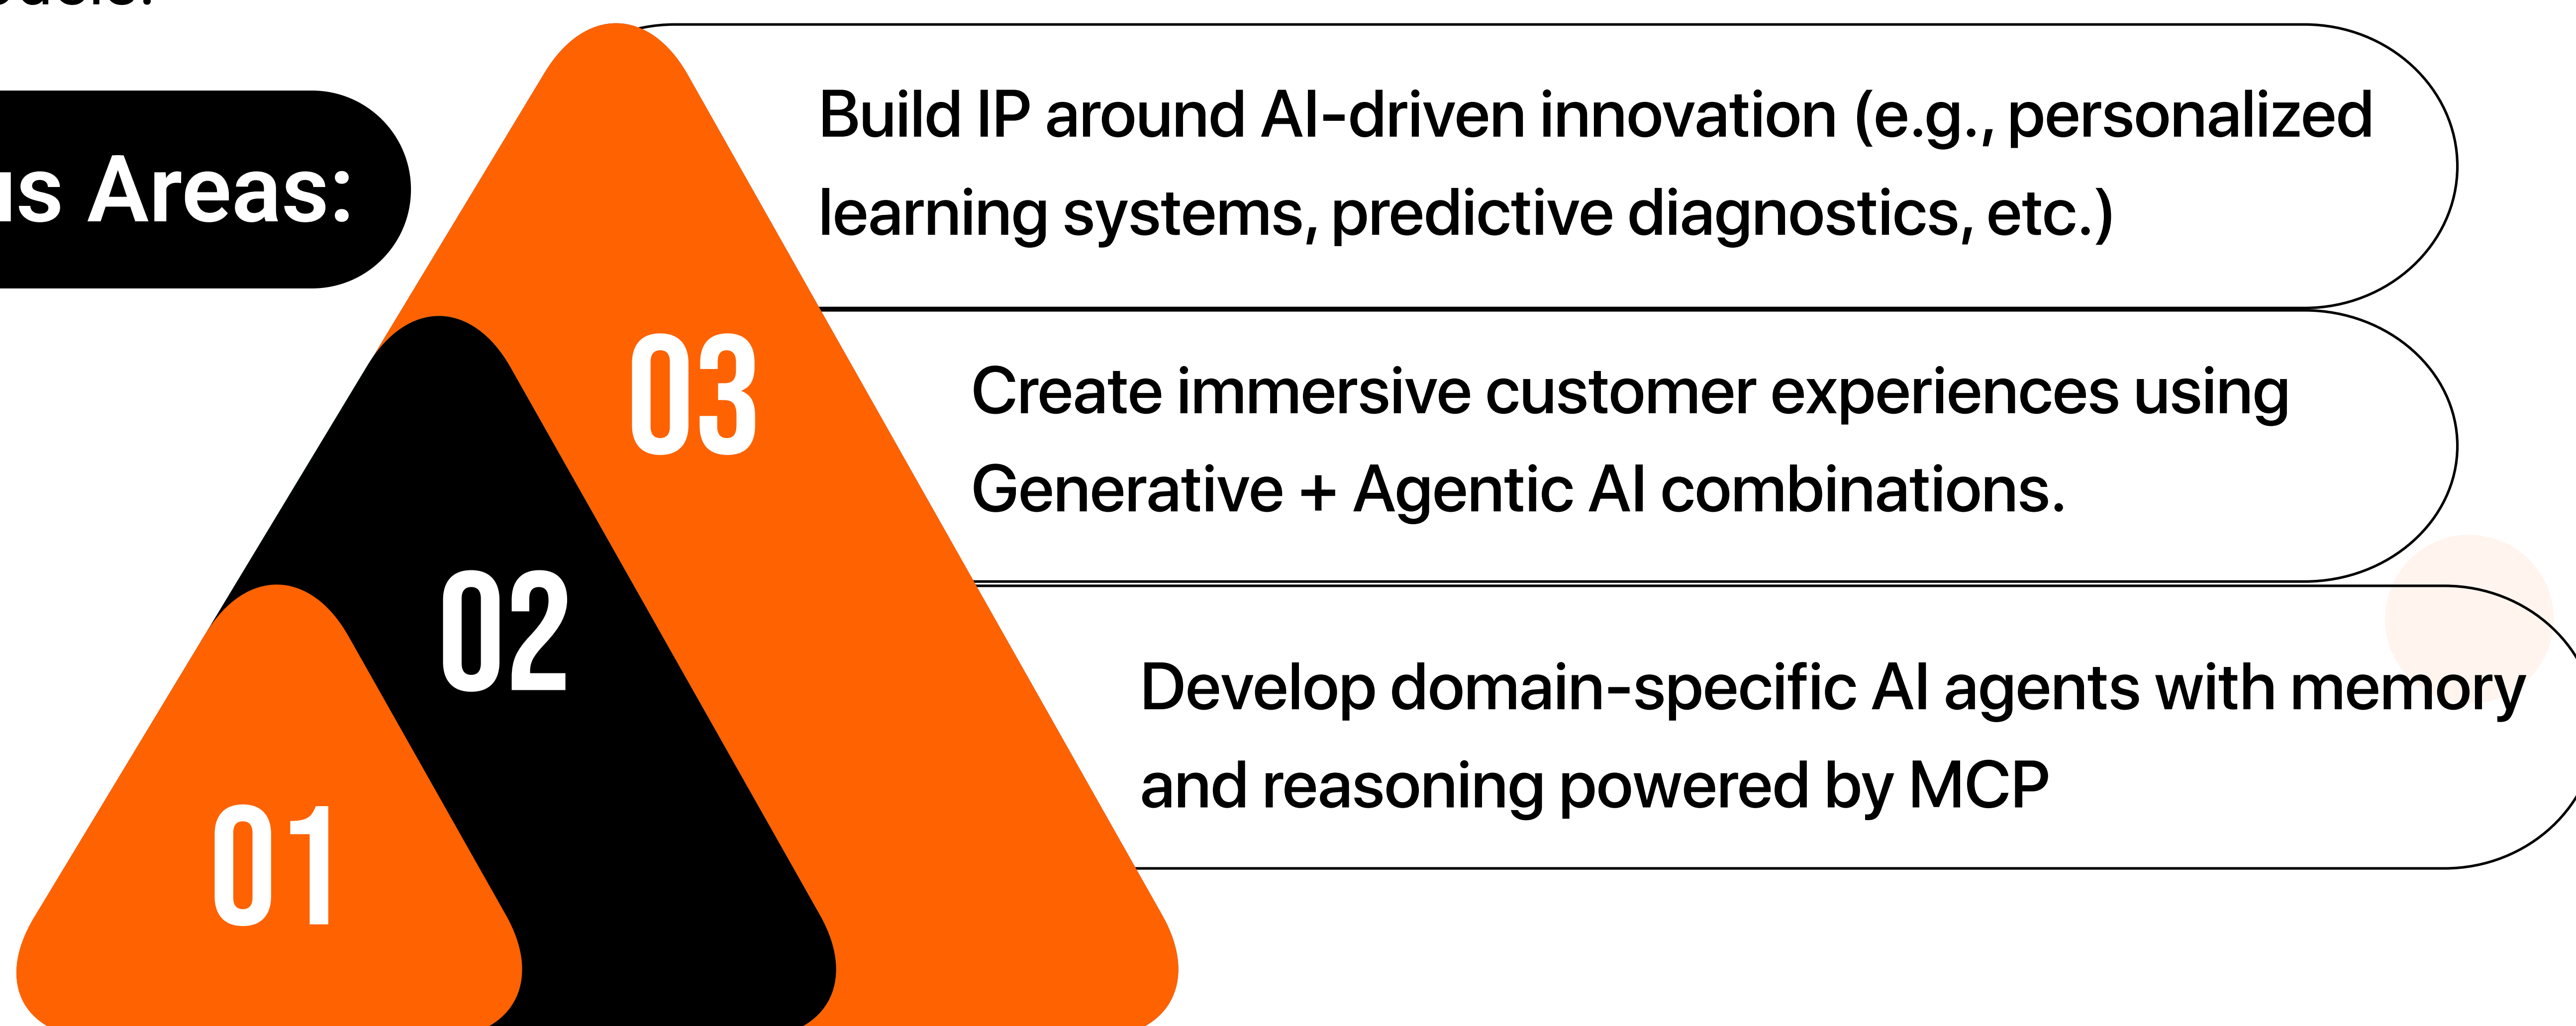 us Areas:
Build IP around AI-driven innovation (e.g., personalized
learning systems, predictive diagnostics, etc.)
03
Create immersive customer experiences using
Generative + Agentic AI combinations.
02
Develop domain-specific AI agents with memory
and reasoning powered by MCP
01